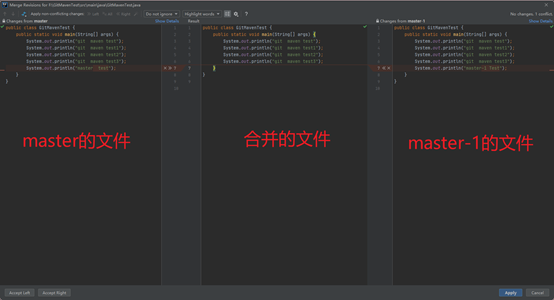 Merge Revisions for F:\GitMavenTest\src\main\java\GitMavenTest.java
Apply non-conflicting changes:
Left
All
Right
Do not ignore
Highlight words
?
No changes, 1 conflict
Changes from master
Show Details
Result
Changes from master-1
Show Details
public class GitMavenTest {
public static void main(String[] args) {
System.out.println("git maven test");
System.out.println("git maven test1");
System.out.println("git maven test2");
System.out.println("git maven test2");
System.out.println("master test");
}
}
public class GitMavenTest {
public static void main(String[] args) {
System.out.println("git maven test");
System.out.println("git maven test1");
System.out.println("git maven test2");
System.out.println("git maven test3");
}
}
public class GitMavenTest {
public static void main(String[] args) {
System.out.println("git maven test");
System.out.println("git maven test1");
System.out.println("git maven test2");
System.out.println("git maven test3");
System.out.println("master-1 test");
}
}
master的文件
合并的文件
master-1的文件
Accept Left
Accept Right
Apply
Cancel